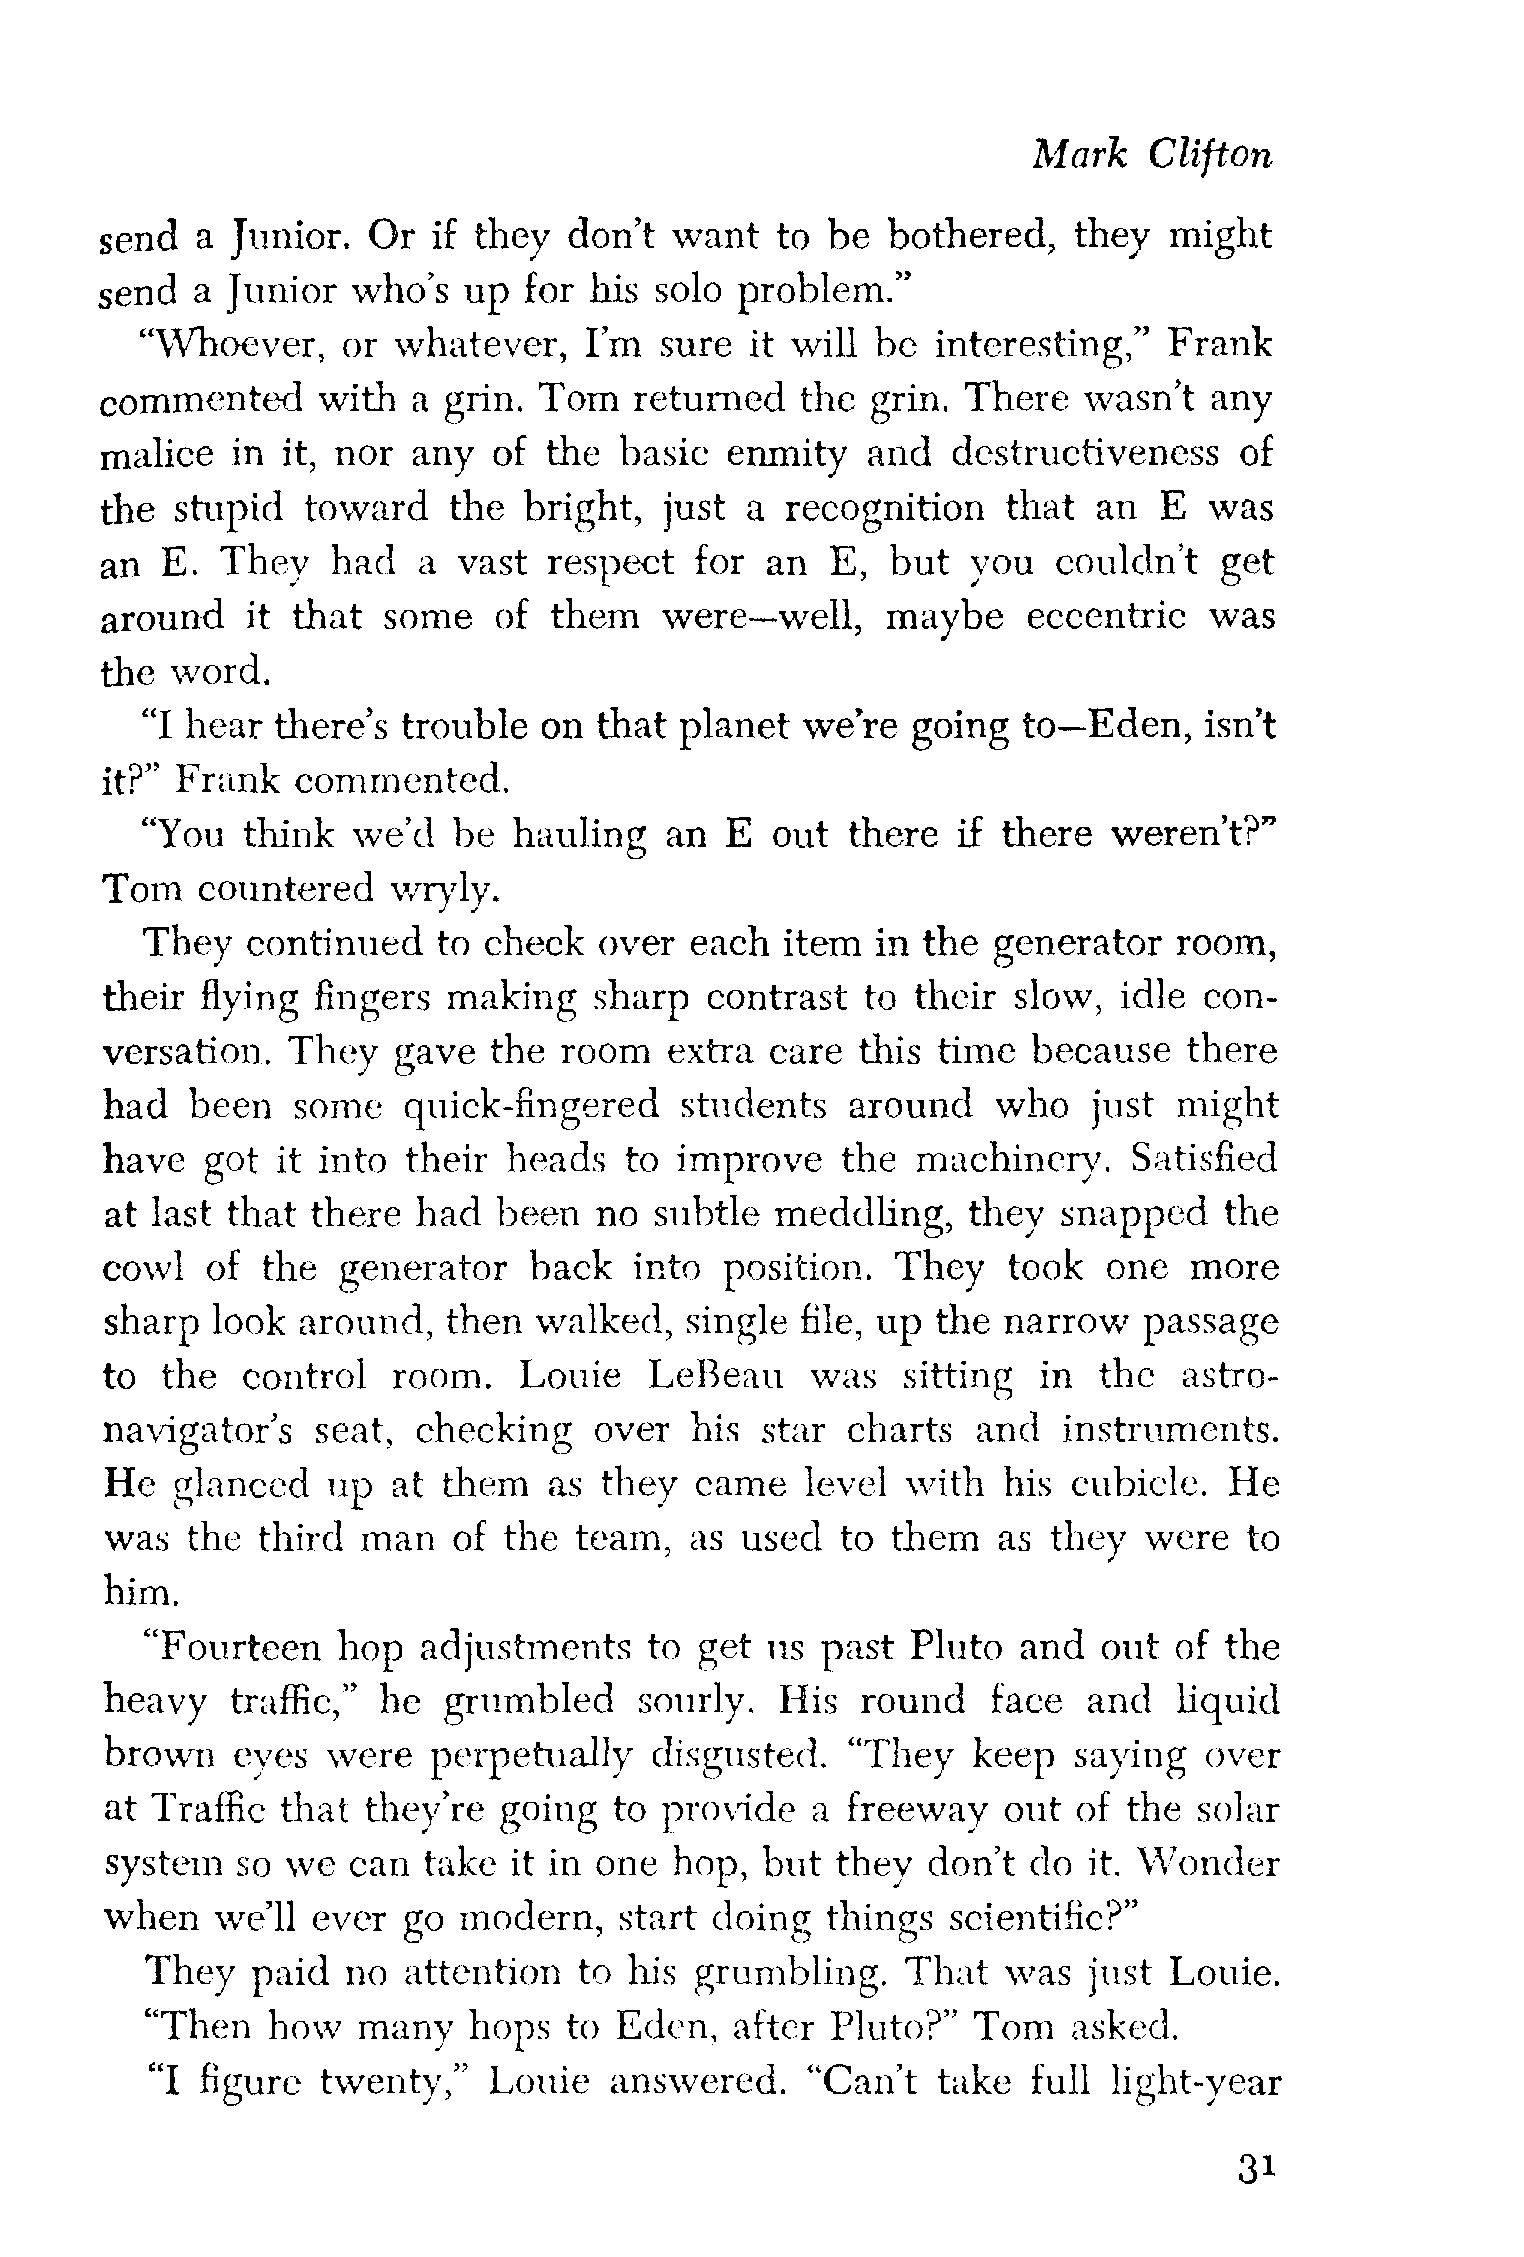 Mark Clifton
send a Junior. Or if they don't want to be bothered, they might
send a Junior who's up for his solo problem.”
“Whoever, or whatever, I'm sure it will be interesting,” Frank
commented with a grin. Tom returned the grin. There wasn't any
malice in it, nor any of the basic enmity and destructiveness of
the stupid toward the bright, just a recognition that an E was
an E. They had a vast respect for an E, but you couldn't get
around it that some of them were—well, maybe eccentric was
the word.
“I hear there's trouble on that planet we're going to—Eden, isn't
it?” Frank commented.
“You think we'd be hauling an E out there if there weren't?”
Tom countered wryly.
They continued to check over each item in the generator room,
their flying fingers making sharp contrast to their slow, idle con-
versation. They gave the room extra care this time because there
had been some quick-fingered students around who just might
have got it into their heads to improve the machinery. Satisfied
at last that there had been no subtle meddling, they snapped the
cowl of the generator back into position. They took one more
sharp look around, then walked, single file, up the narrow passage
to the control room. Louie LeBeau was sitting in the astro-
navigator's seat, checking over his star charts and instruments.
He glanced up at them as they came level with his cubicle. He
was the third man of the team, as used to them as they were to
him.
“Fourteen hop adjustments to get us past Pluto and out of the
heavy traffic,” he grumbled sourly. His round face and liquid
brown eyes were perpetually disgusted. “They keep saying over
at Traffic that they're going to provide a freeway out of the solar
system so we can take it in one hop, but they don't do it. Wonder
when we'll ever go modern, start doing things scientific?”
They paid no attention to his grumbling. That was just Louie.
“Then how many hops to Eden, after Pluto?” Tom asked.
“I figure twenty,” Louie answered. “Can't take full light-year
31